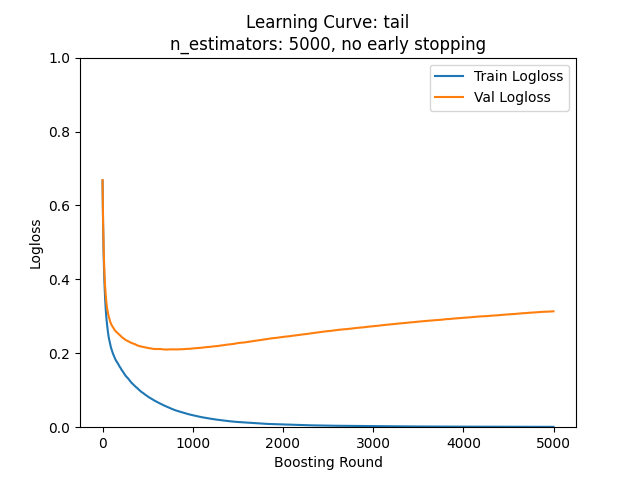 Learning Curve: tail
n_estimators: 5000, no early stopping
Train Logloss
Val Logloss
Logloss
1.0
0.8
0.6
0.4
0.2
0.0
0
1000
2000
3000
4000
5000
Boosting Round